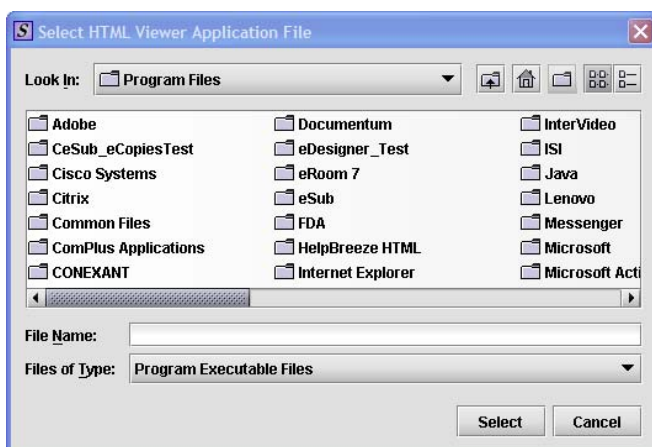 S Select HTML Viewer Application File
Look In: Program Files
Adobe Documentum InterVideo
CeSub_eCopiesTest eDesigner_Test ISI
Cisco Systems eRoom 7 Java
Citrix eSub Lenovo
Common Files FDA Messenger
ComPlus Applications HelpBreeze HTML Microsoft
CONEXANT Internet Explorer Microsoft Acti
File Name:
Files of Type: Program Executable Files
Select Cancel